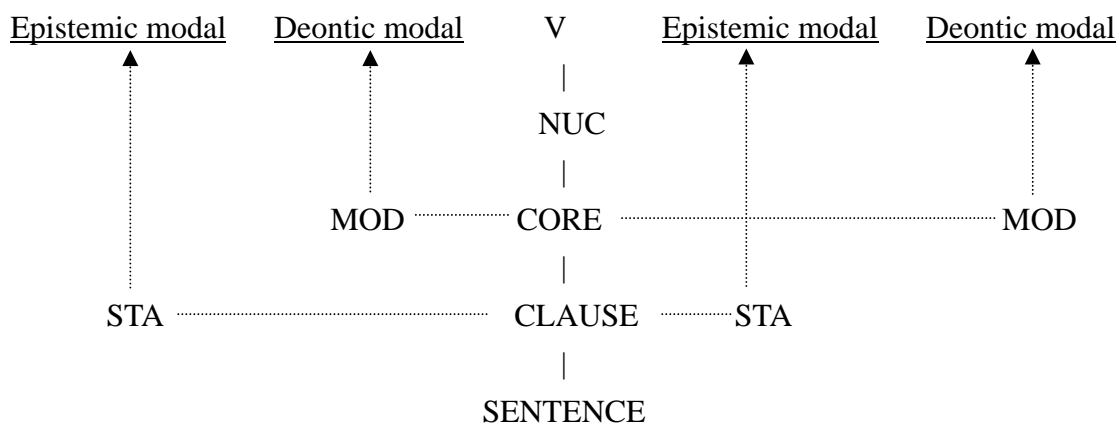 Epistemic modal Deontic modal V Epistemic modal Deontic modal
NUC
MOD CORE MOD
STA CLAUSE STA
SENTENCE